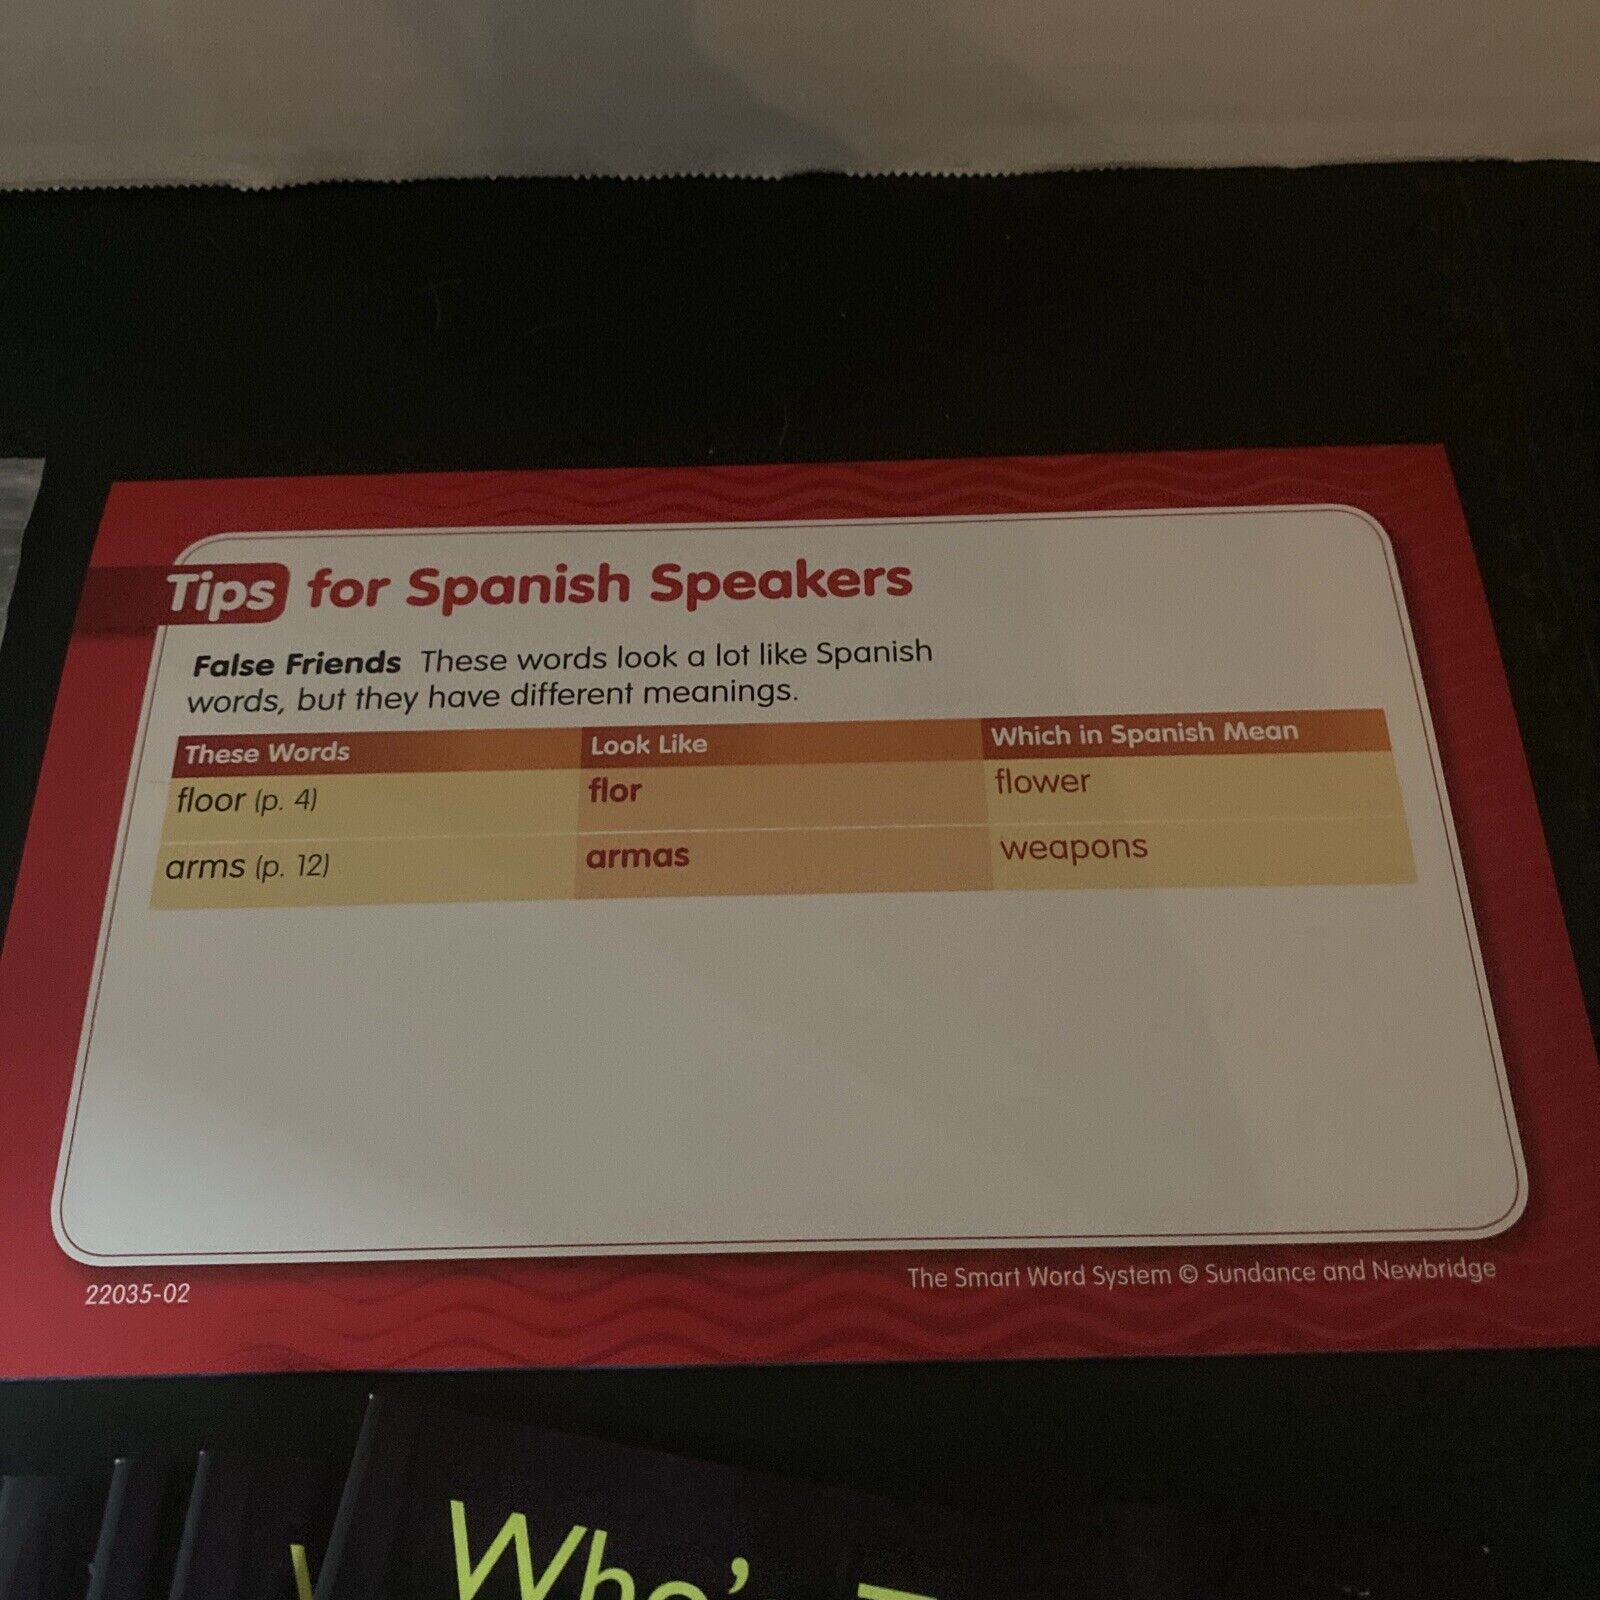 Tips for Spanish Speakers
False Friends These words look a lot like Spanish
words, but they have different meanings.
These Words Look Like Which in Spanish Mean
floor (p. 4) flor flower
arms (p. 12) armas weapons
22035-02 The Smart Word System © Sundance and Newbridge
Who'